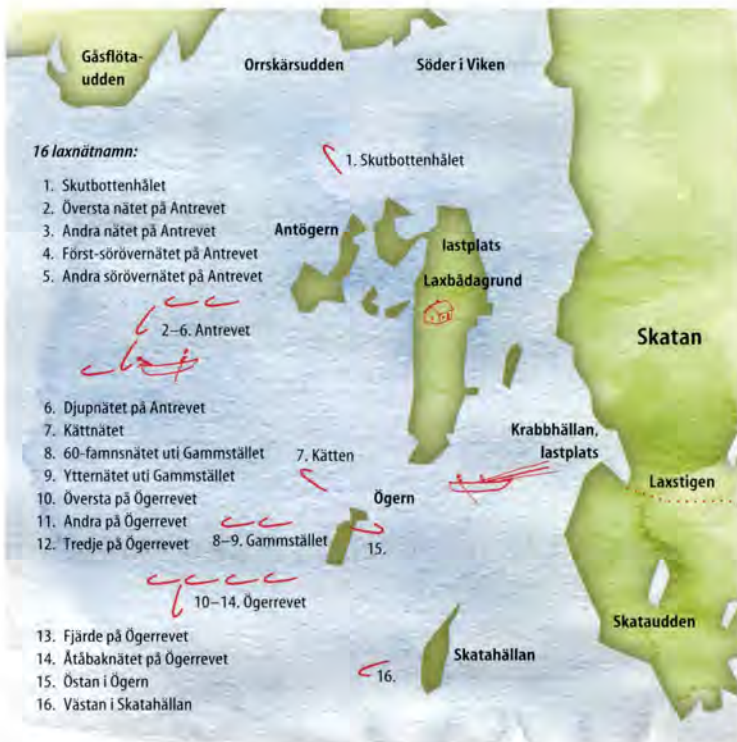 Gåsflöta-
udden
Orrskärsudden
Söder i Viken
16 laxnätnamn:
1. Skutbottenhålet
1. Skutbottenhålet
2. Översta nätet på Antrevet
3. Andra nätet på Antrevet
4. Först-sörövernätet på Antrevet
5. Andra sörövernätet på Antrevet
Antögern
lastplats
Laxbådagrund
2–6. Antrevet
Skatan
6. Djupnätet på Antrevet
7. Kättnätet
8. 60-famnsnätet uti Gammstället
9. Ytternätet uti Gammstället
10. Översta på Ögerrevet
11. Andra på Ögerrevet
12. Tredje på Ögerrevet
7. Kätten
Krabbhällan,
lastplats
Laxstigen
Ögern
8–9. Gammstället
15.
10–14. Ögerrevet
13. Fjärde på Ögerrevet
14. Åtåbaknätet på Ögerrevet
15. Östan i Ögern
16. Västan i Skatahällan
Skataudden
Skatahällan
16.